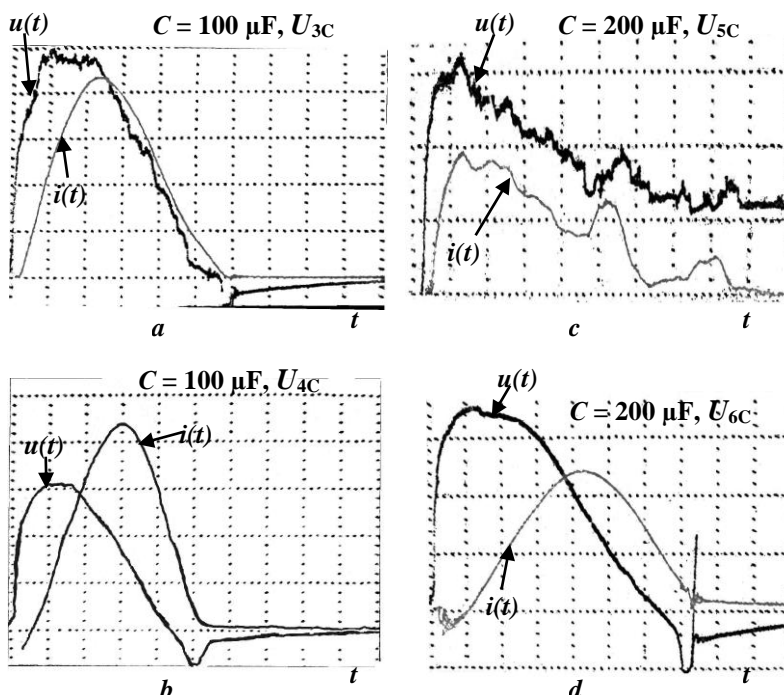 C = 100 µF, U3C
u(t)
i(t)
a
t
C = 200 µF, U5C
u(t)
i(t)
c
t
C = 100 µF, U4C
u(t)
i(t)
b
t
C = 200 µF, U6C
u(t)
i(t)
d
t